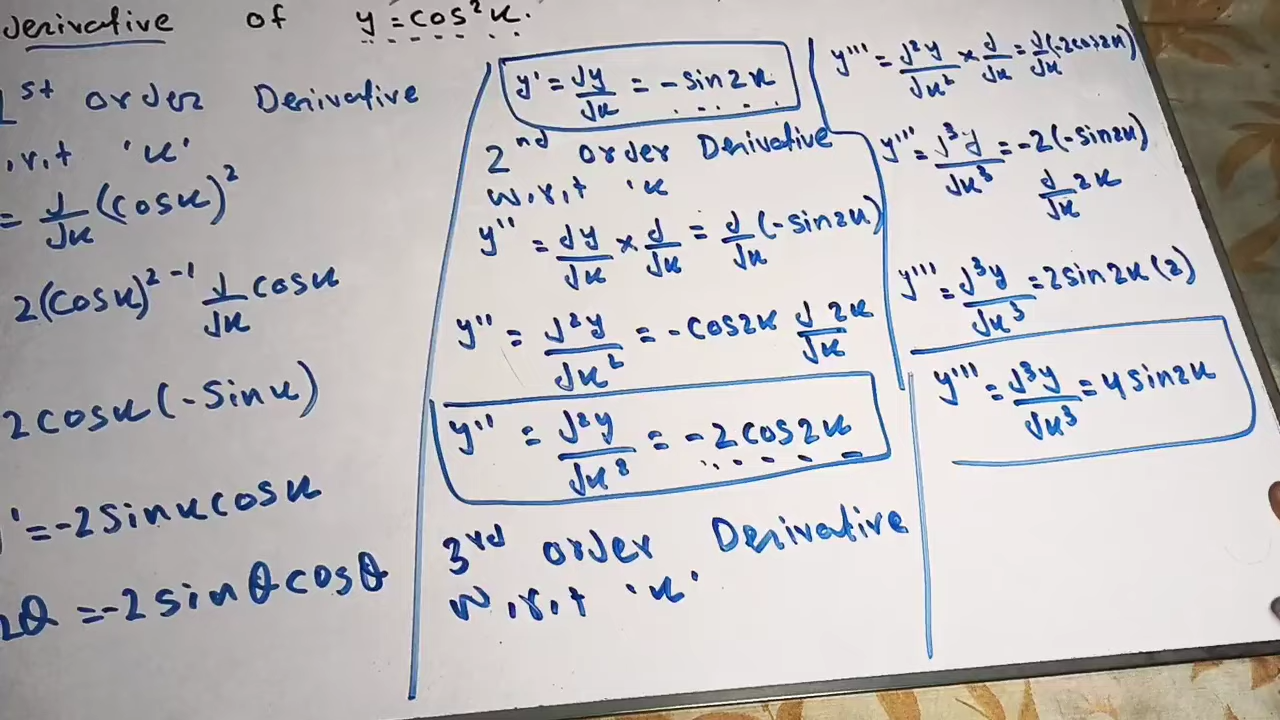 Derivative of y = cos²x.
1st order Derivative
w.r.t 'x'
= d/dx (cosx)²
2(cosx)²⁻¹ d/dx cosx
2cosx(-sinx)
y' = -2sinxcosx
2θ = -2sinθcosθ
y' = dy/dx = -sin2x
2nd order Derivative
w.r.t 'x
y'' = dy/dx × d/dx = d/dx (-sin2x)
y'' = d²y/dx² = -cos2x d/dx 2x
y'' = d²y/dx² = -2cos2x
3rd order Derivative
w.r.t 'x'
y''' = d²y/dx² × d/dx = d/dx (-2cos2x)
y''' = d³y/dx³ = -2(-sin2x)
d/dx 2x
y''' = d³y/dx³ = 2sin2x(2)
y''' = d³y/dx³ = 4sin2x